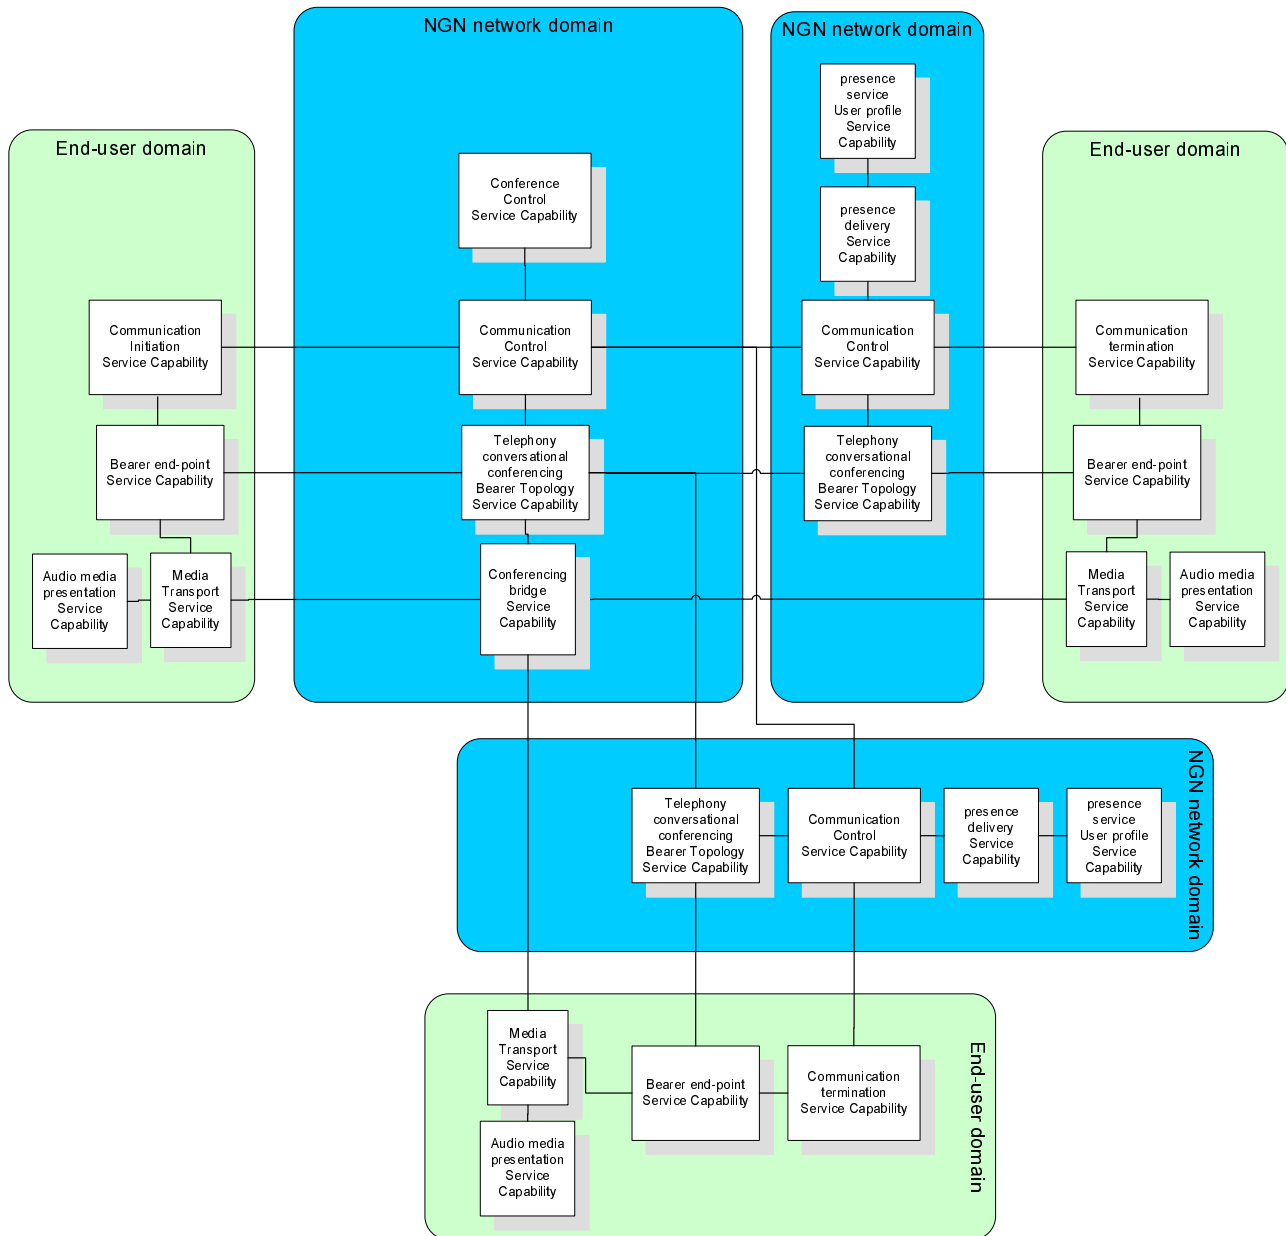 NGN network domain
NGN network domain
presence
service
User profile
Service
Capability
End-user domain
End-user domain
Conference
Control
Service Capability
presence
delivery
Service
Capability
Communication
Initiation
Service Capability
Communication
Control
Service Capability
Communication
Control
Service Capability
Communication
termination
Service Capability
Bearer end-point
Service Capability
Telephony
conversational
conferencing
Bearer Topology
Service Capability
Telephony
conversational
conferencing
Bearer Topology
Service Capability
Bearer end-point
Service Capability
Audio media
presentation
Service
Capability
Media
Transport
Service
Capability
Conferencing
bridge
Service
Capability
Media
Transport
Service
Capability
Audio media
presentation
Service
Capability
NGN network domain
Telephony
conversational
conferencing
Bearer Topology
Service Capability
Communication
Control
Service Capability
presence
delivery
Service
Capability
presence
service
User profile
Service
Capability
Media
Transport
Service
Capability
Bearer end-point
Service Capability
Communication
termination
Service Capability
End-user domain
Audio media
presentation
Service
Capability